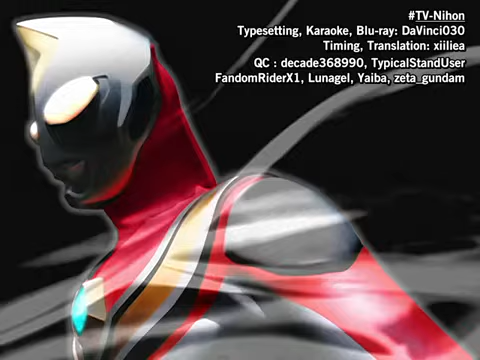 #TV-Nihon
Typesetting, Karaoke, Blu-ray: DaVinci030
Timing, Translation: xiiliea
QC : decade368990, TypicalStandUser
FandomRiderX1, Lunagel, Yaiba, zeta_gundam